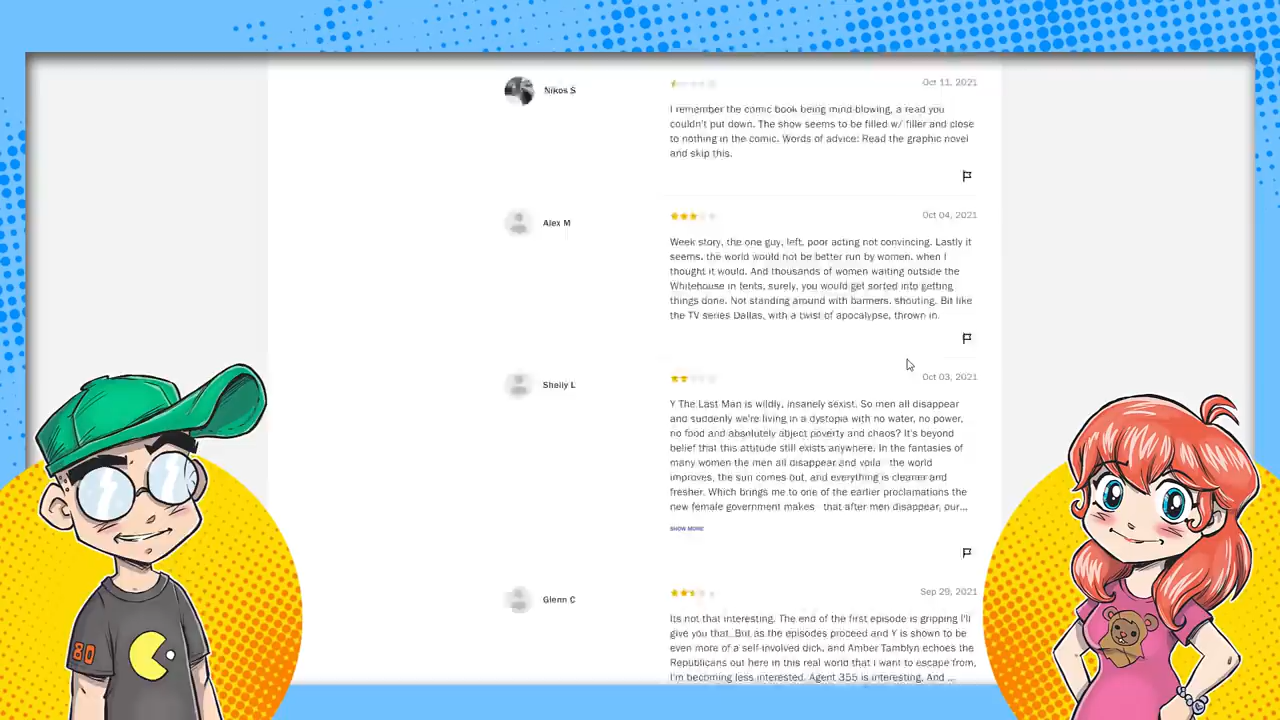 Nikos S
Oct 11, 2021
I remember the comic book being mind-blowing, a read you
couldn't put down. The show seems to be filled w/ filler and close
to nothing in the comic. Words of advice: Read the graphic novel
and skip this.
Alex M
Oct 04, 2021
Week story, the one guy, left, poor acting not convincing. Lastly it
seems, the world would not be better run by women, when I
thought it would. And thousands of women waiting outside the
Whitehouse in tents, surely, you would get sorted into getting
things done. Not standing around with banners, shouting. Bit like
the TV series Dallas, with a twist of apocalypse, thrown in.
Shelly L
Oct 03, 2021
Y The Last Man is wildly, insanely sexist. So men all disappear
and suddenly we're living in a dystopia with no water, no power,
no food and absolutely abject poverty and chaos? It's beyond
belief that this attitude still exists anywhere. In the fantasies of
many women the men all disappear and voila the world
improves, the sun comes out, and everything is cleaner and
fresher. Which brings me to one of the earlier proclamations the
new female government makes that after men disappear, our...
SHOW MORE
Glenn C
Sep 29, 2021
Its not that interesting. The end of the first episode is gripping I'll
give you that..But as the episodes proceed and Y is shown to be
even more of a self-involved dick, and Amber Tamblyn echoes the
Republicans out here in this real world that I want to escape from,
I'm becoming less interested. Agent 355 is interesting. And ...
80